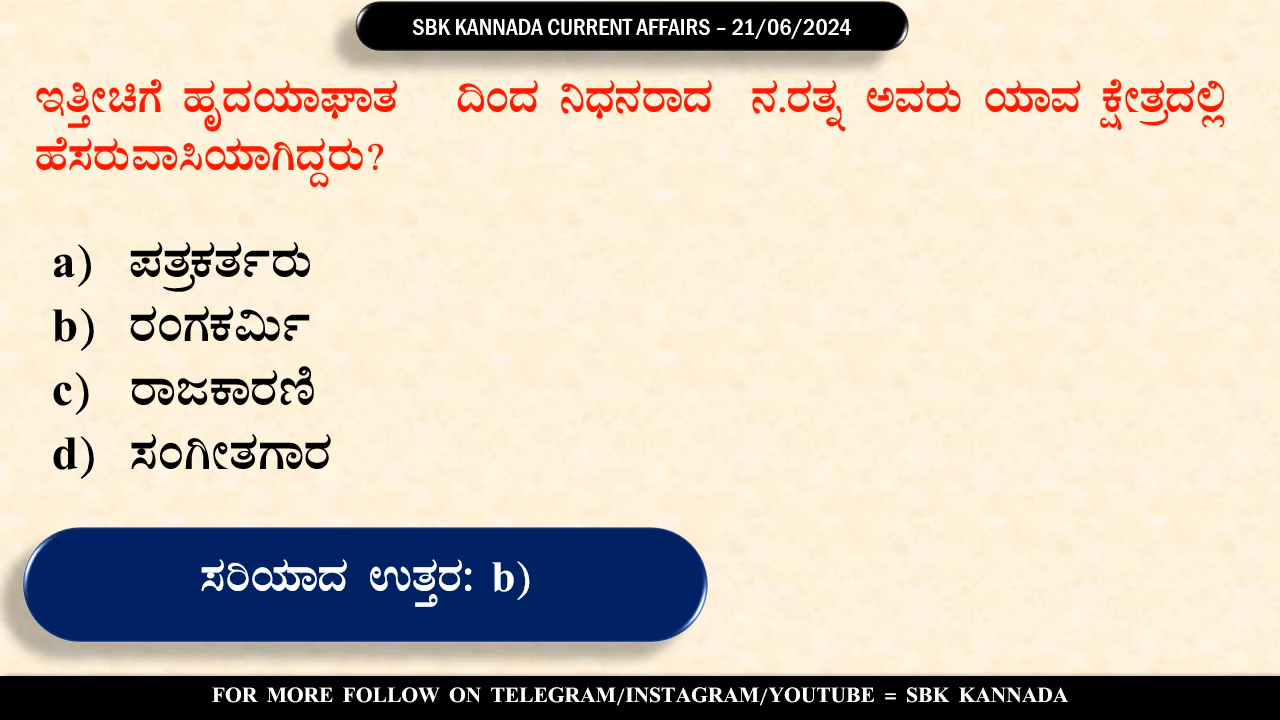 SBK KANNADA CURRENT AFFAIRS – 21/06/2024
ಇತ್ತೀಚಿಗೆ ಹೃದಯಾಘಾತ ದಿಂದ ನಿಧನರಾದ ನ.ರತ್ನ ಅವರು ಯಾವ ಕ್ಷೇತ್ರದಲ್ಲಿ
ಹೆಸರುವಾಸಿಯಾಗಿದ್ದರು?
a) ಪತ್ರಕರ್ತರು
b) ರಂಗಕರ್ಮಿ
c) ರಾಜಕಾರಣಿ
d) ಸಂಗೀತಗಾರ
ಸರಿಯಾದ ಉತ್ತರ: b)
FOR MORE FOLLOW ON TELEGRAM/INSTAGRAM/YOUTUBE = SBK KANNADA